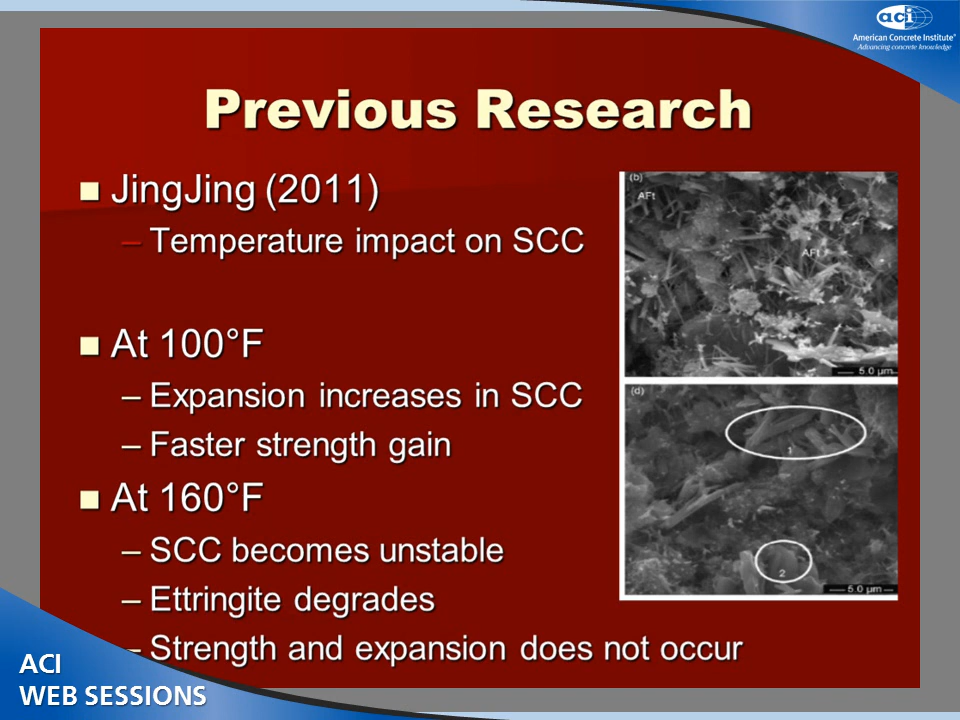 aci
American Concrete Institute®
Advancing concrete knowledge
Previous Research
■ JingJing (2011)
– Temperature impact on SCC
■ At 100°F
– Expansion increases in SCC
– Faster strength gain
■ At 160°F
– SCC becomes unstable
– Ettringite degrades
– Strength and expansion does not occur
(b)
AFt
AFt
5.0 µm
(d)
1
2
5.0 µm
ACI
WEB SESSIONS